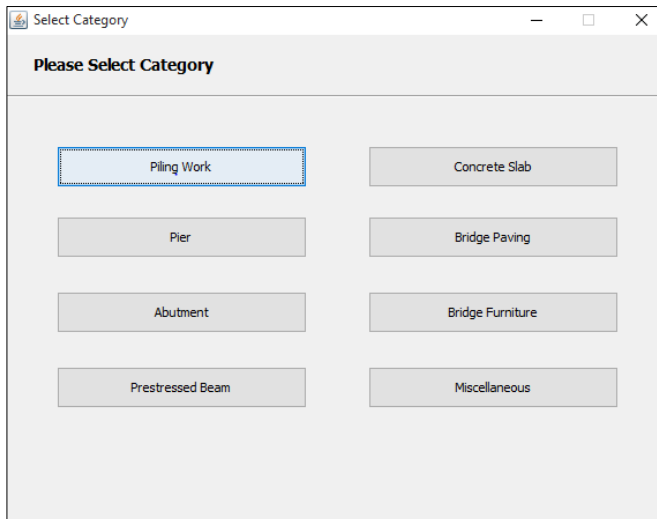 Select Category
Please Select Category
Piling Work
Concrete Slab
Pier
Bridge Paving
Abutment
Bridge Furniture
Prestressed Beam
Miscellaneous